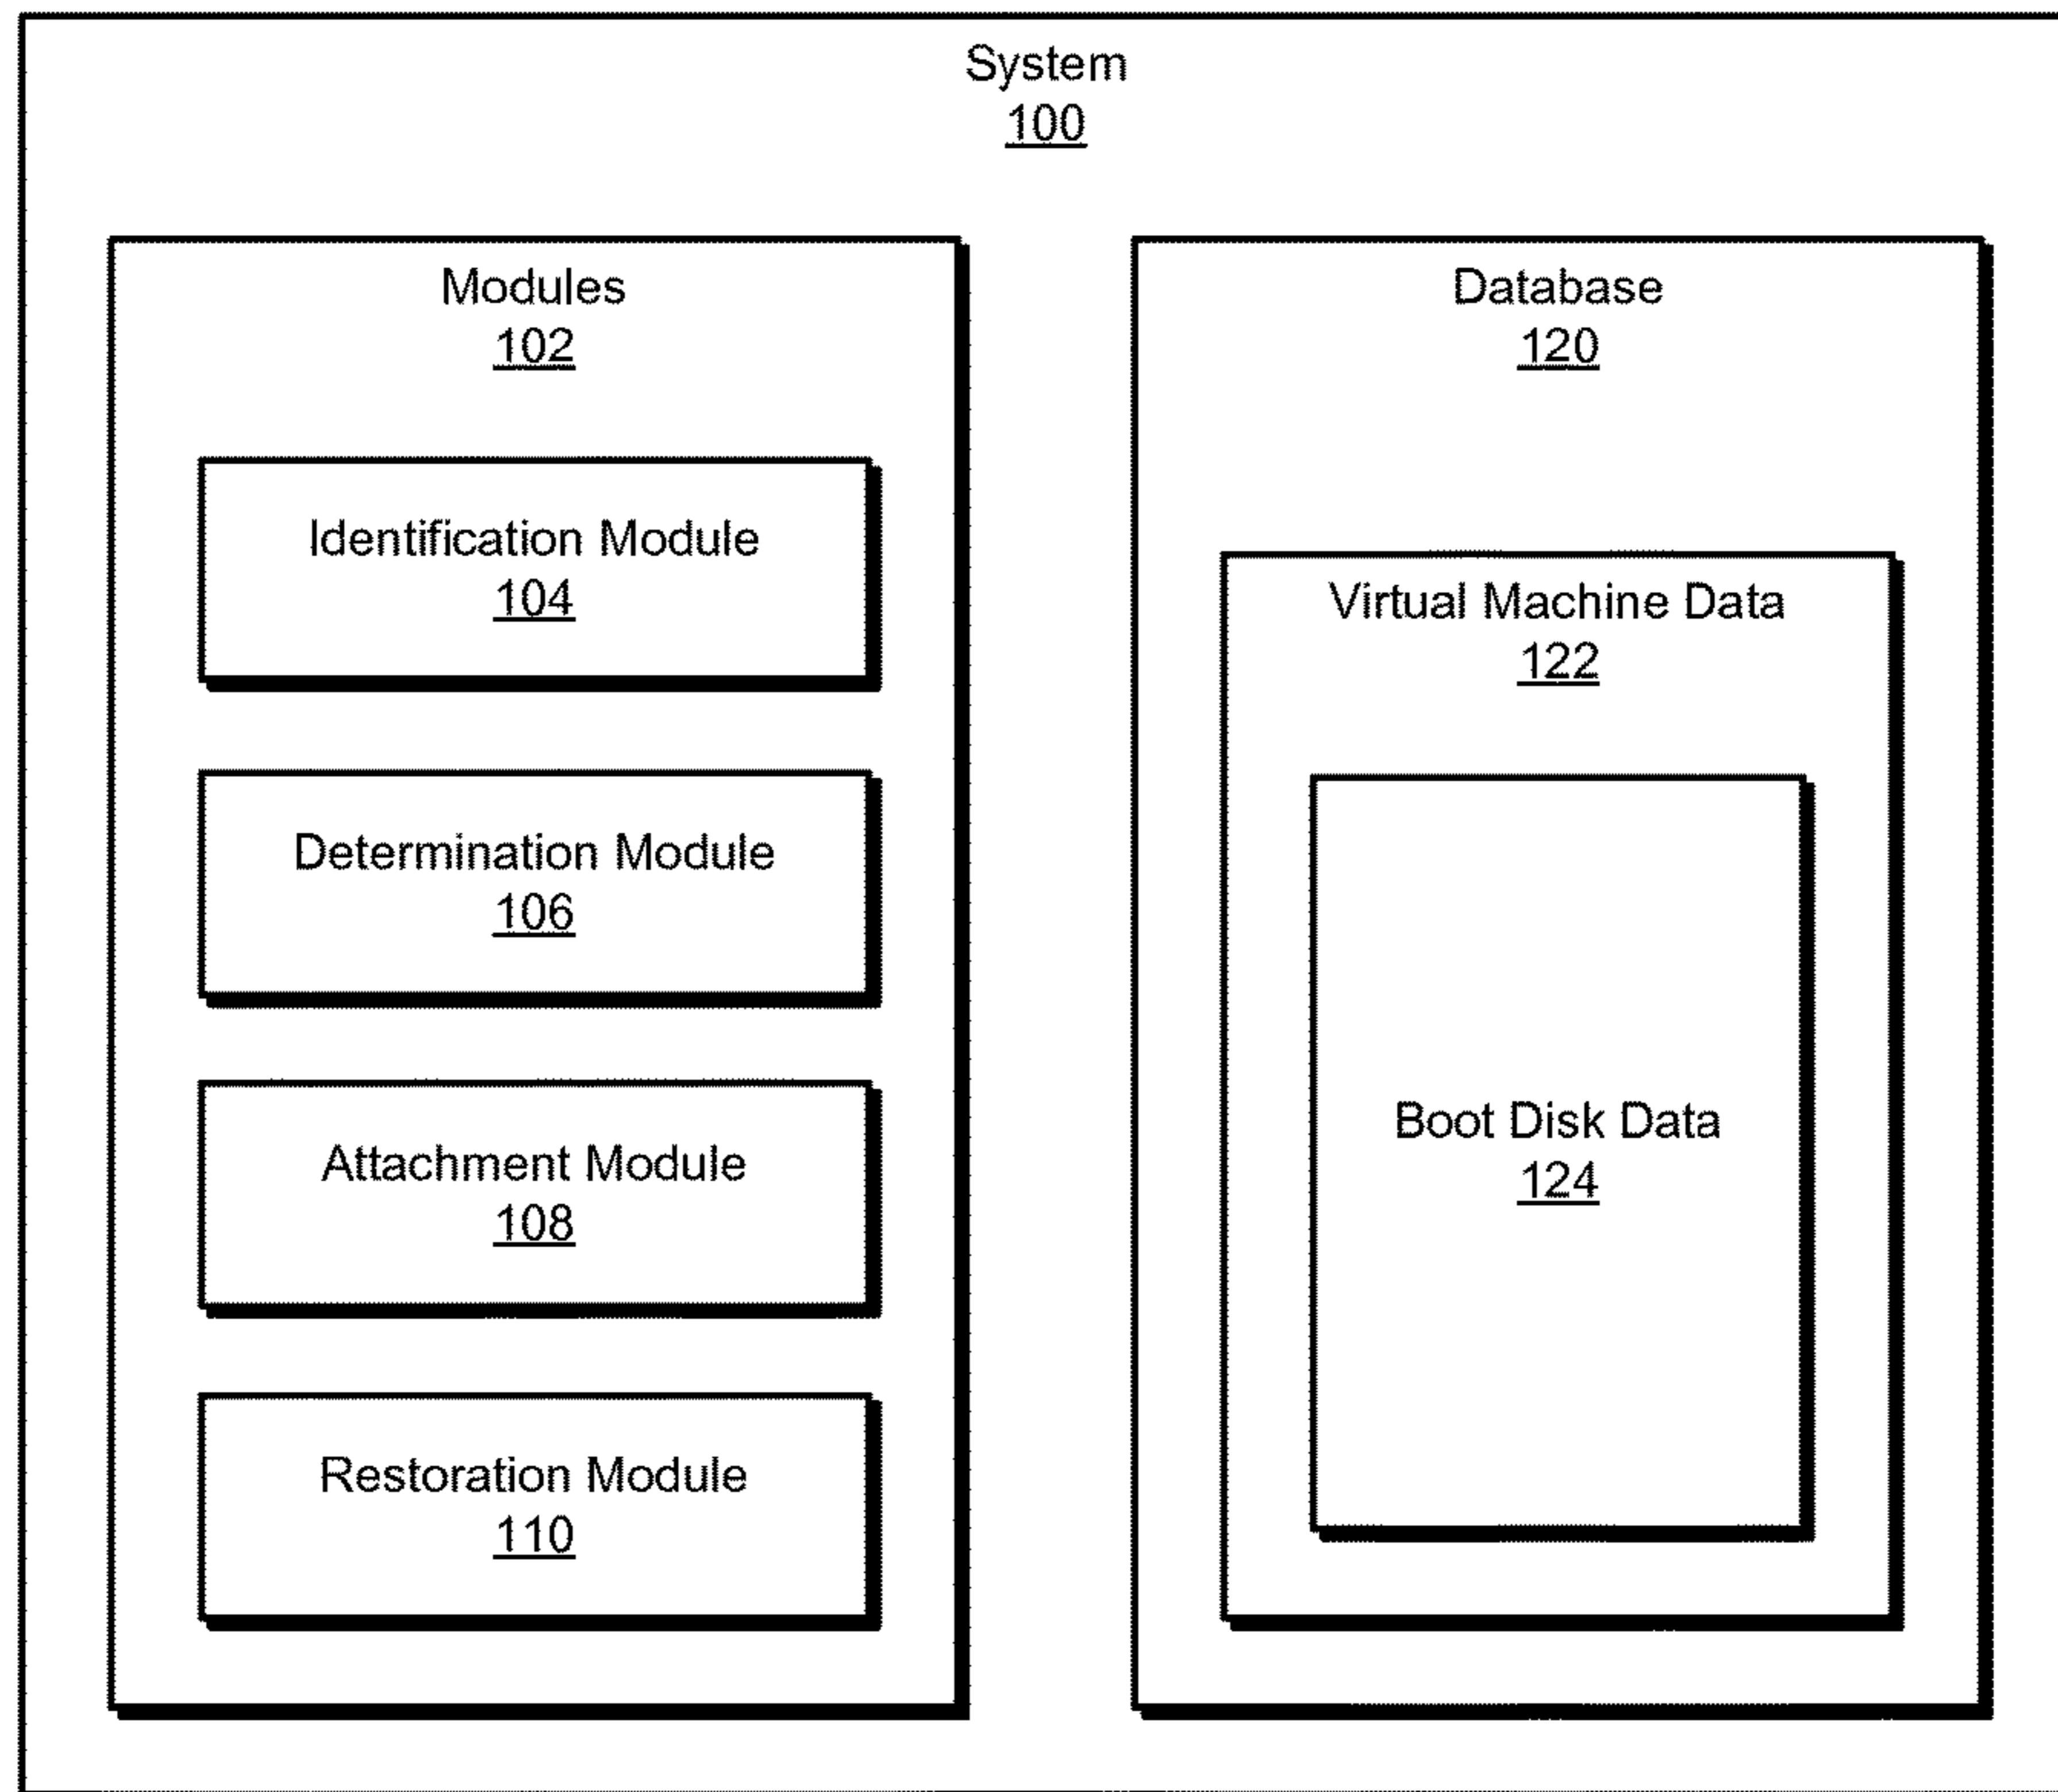 System
100
Modules
102
Identification Module
104
Determination Module
106
Attachment Module
108
Restoration Module
110
Database
120
Virtual Machine Data
122
Boot Disk Data
124